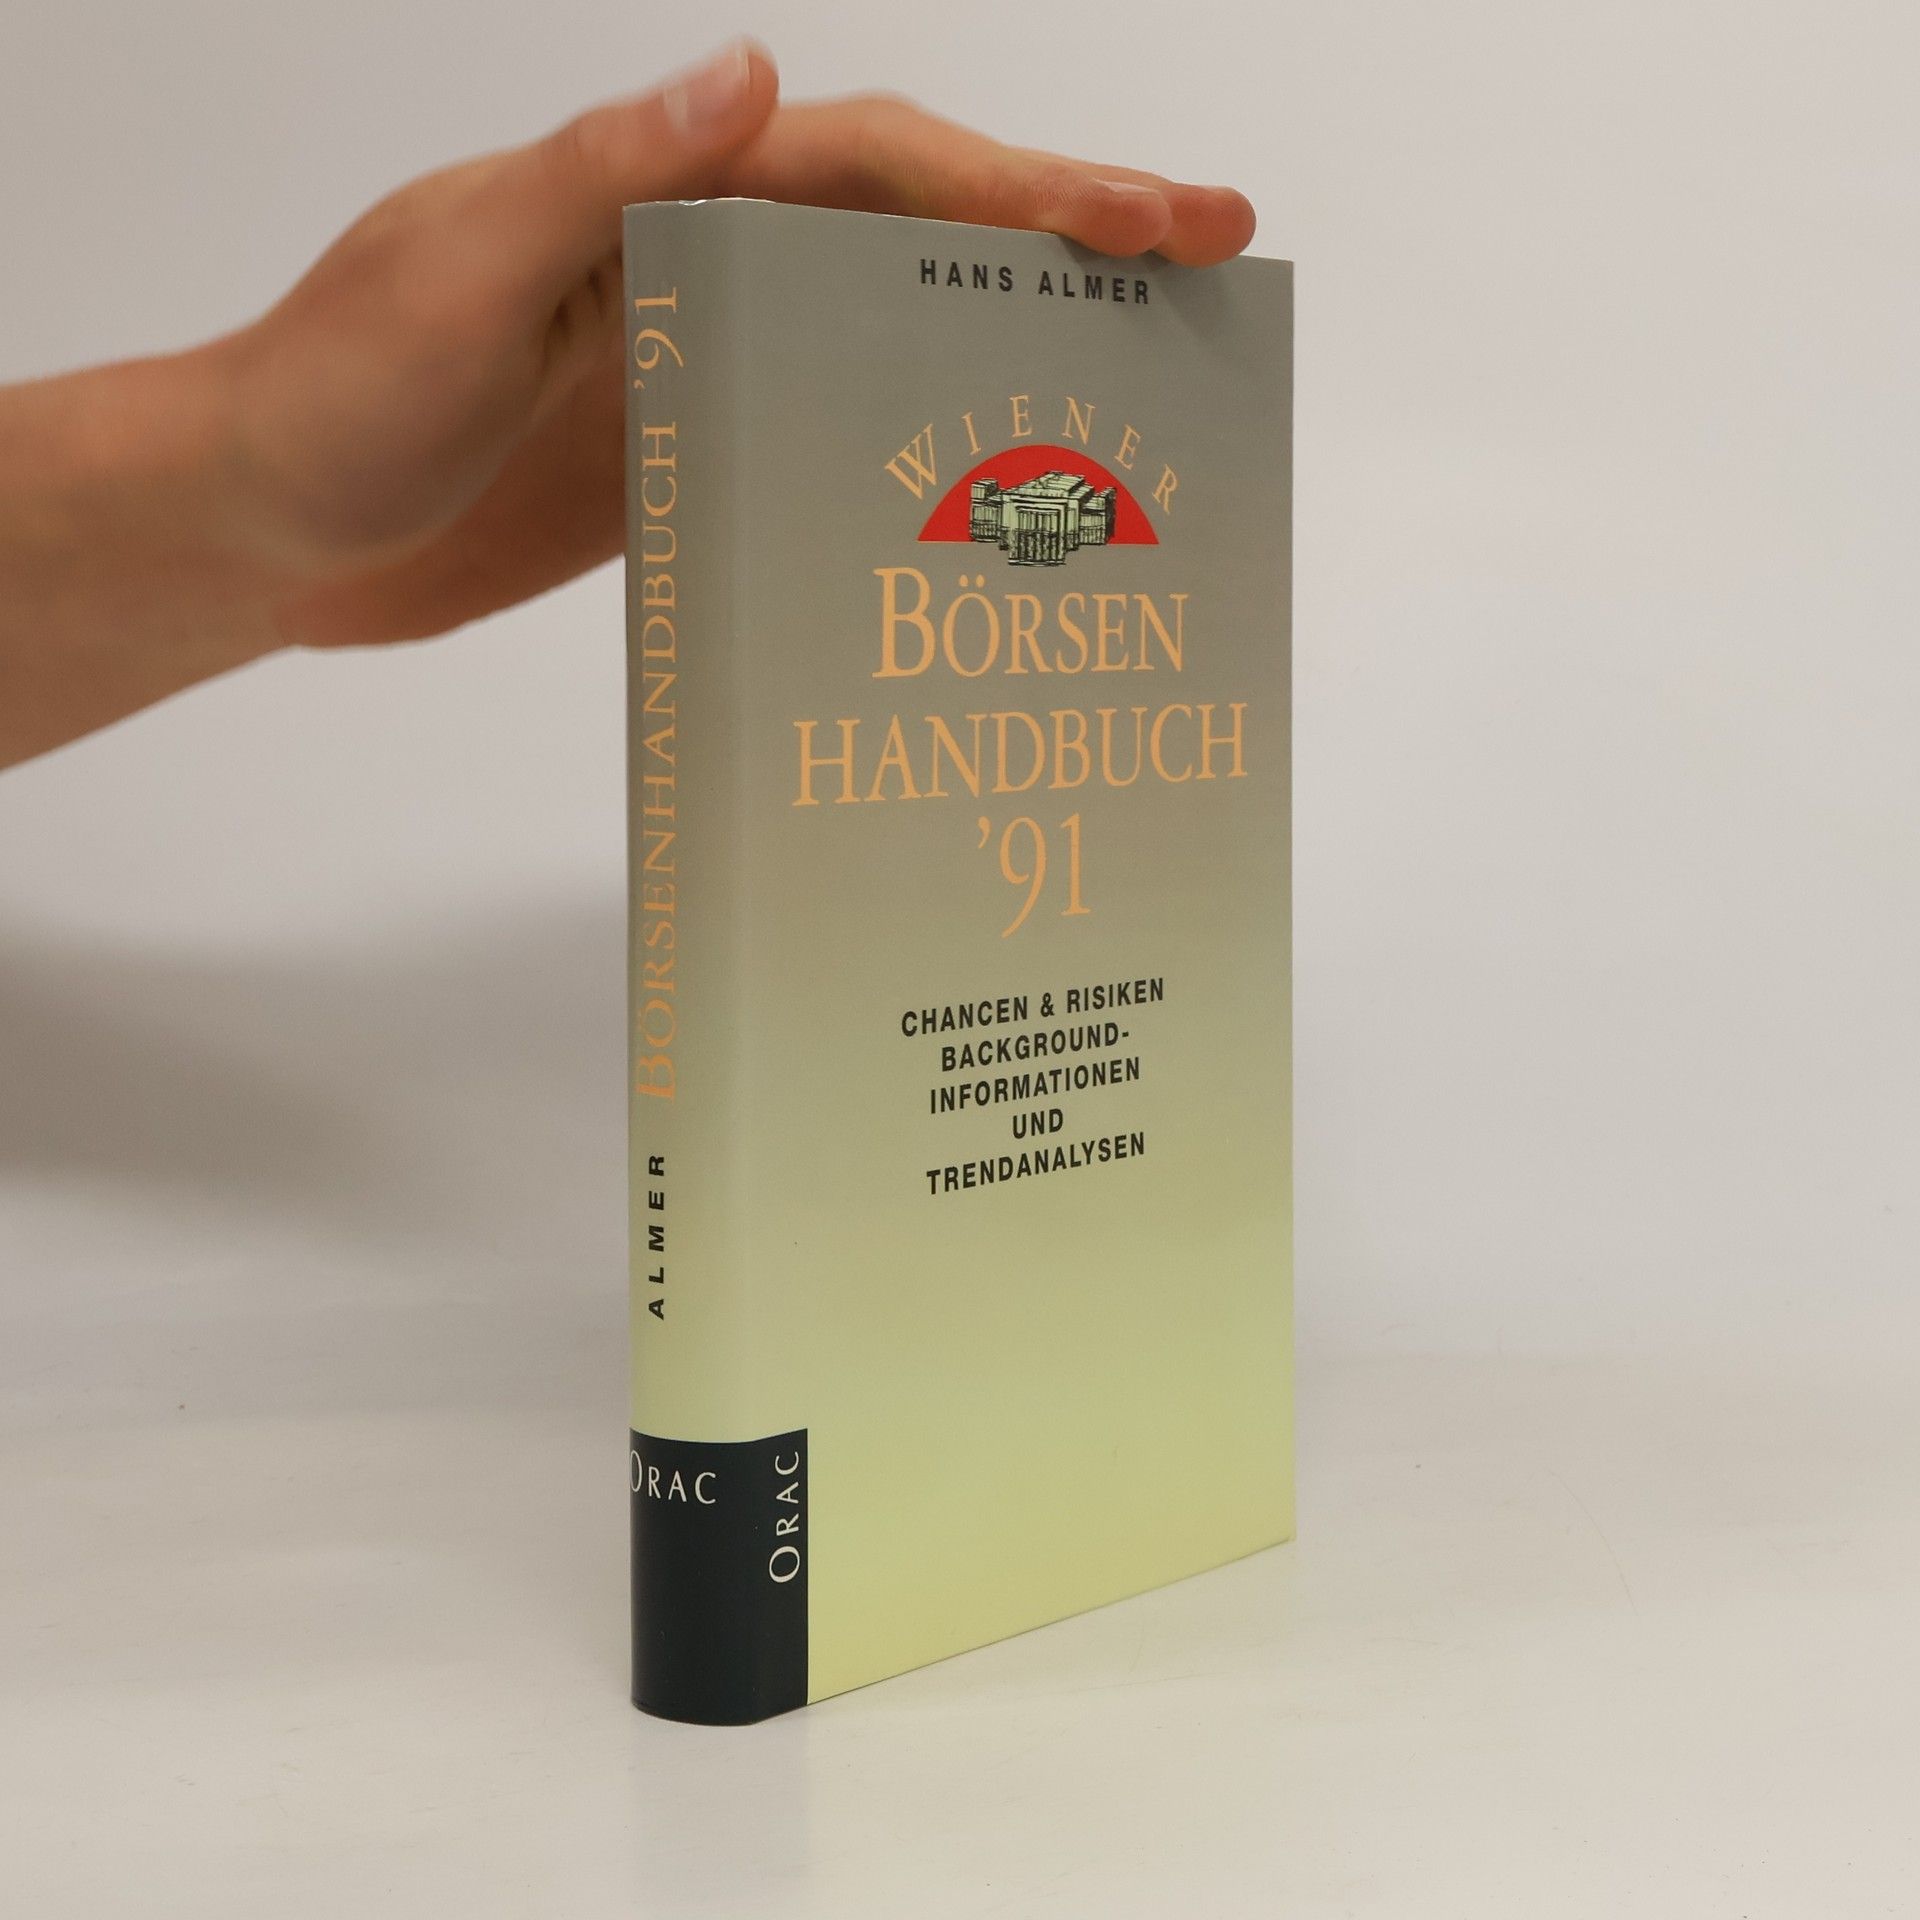 HANS ALMER
WIENER
BÖRSEN
HANDBUCH
'91
CHANCEN & RISIKEN
BACKGROUND-
INFORMATIONEN
UND
TRENDANALYSEN
ORAC
ALMER BÖRSENHANDBUCH '91
ORAC